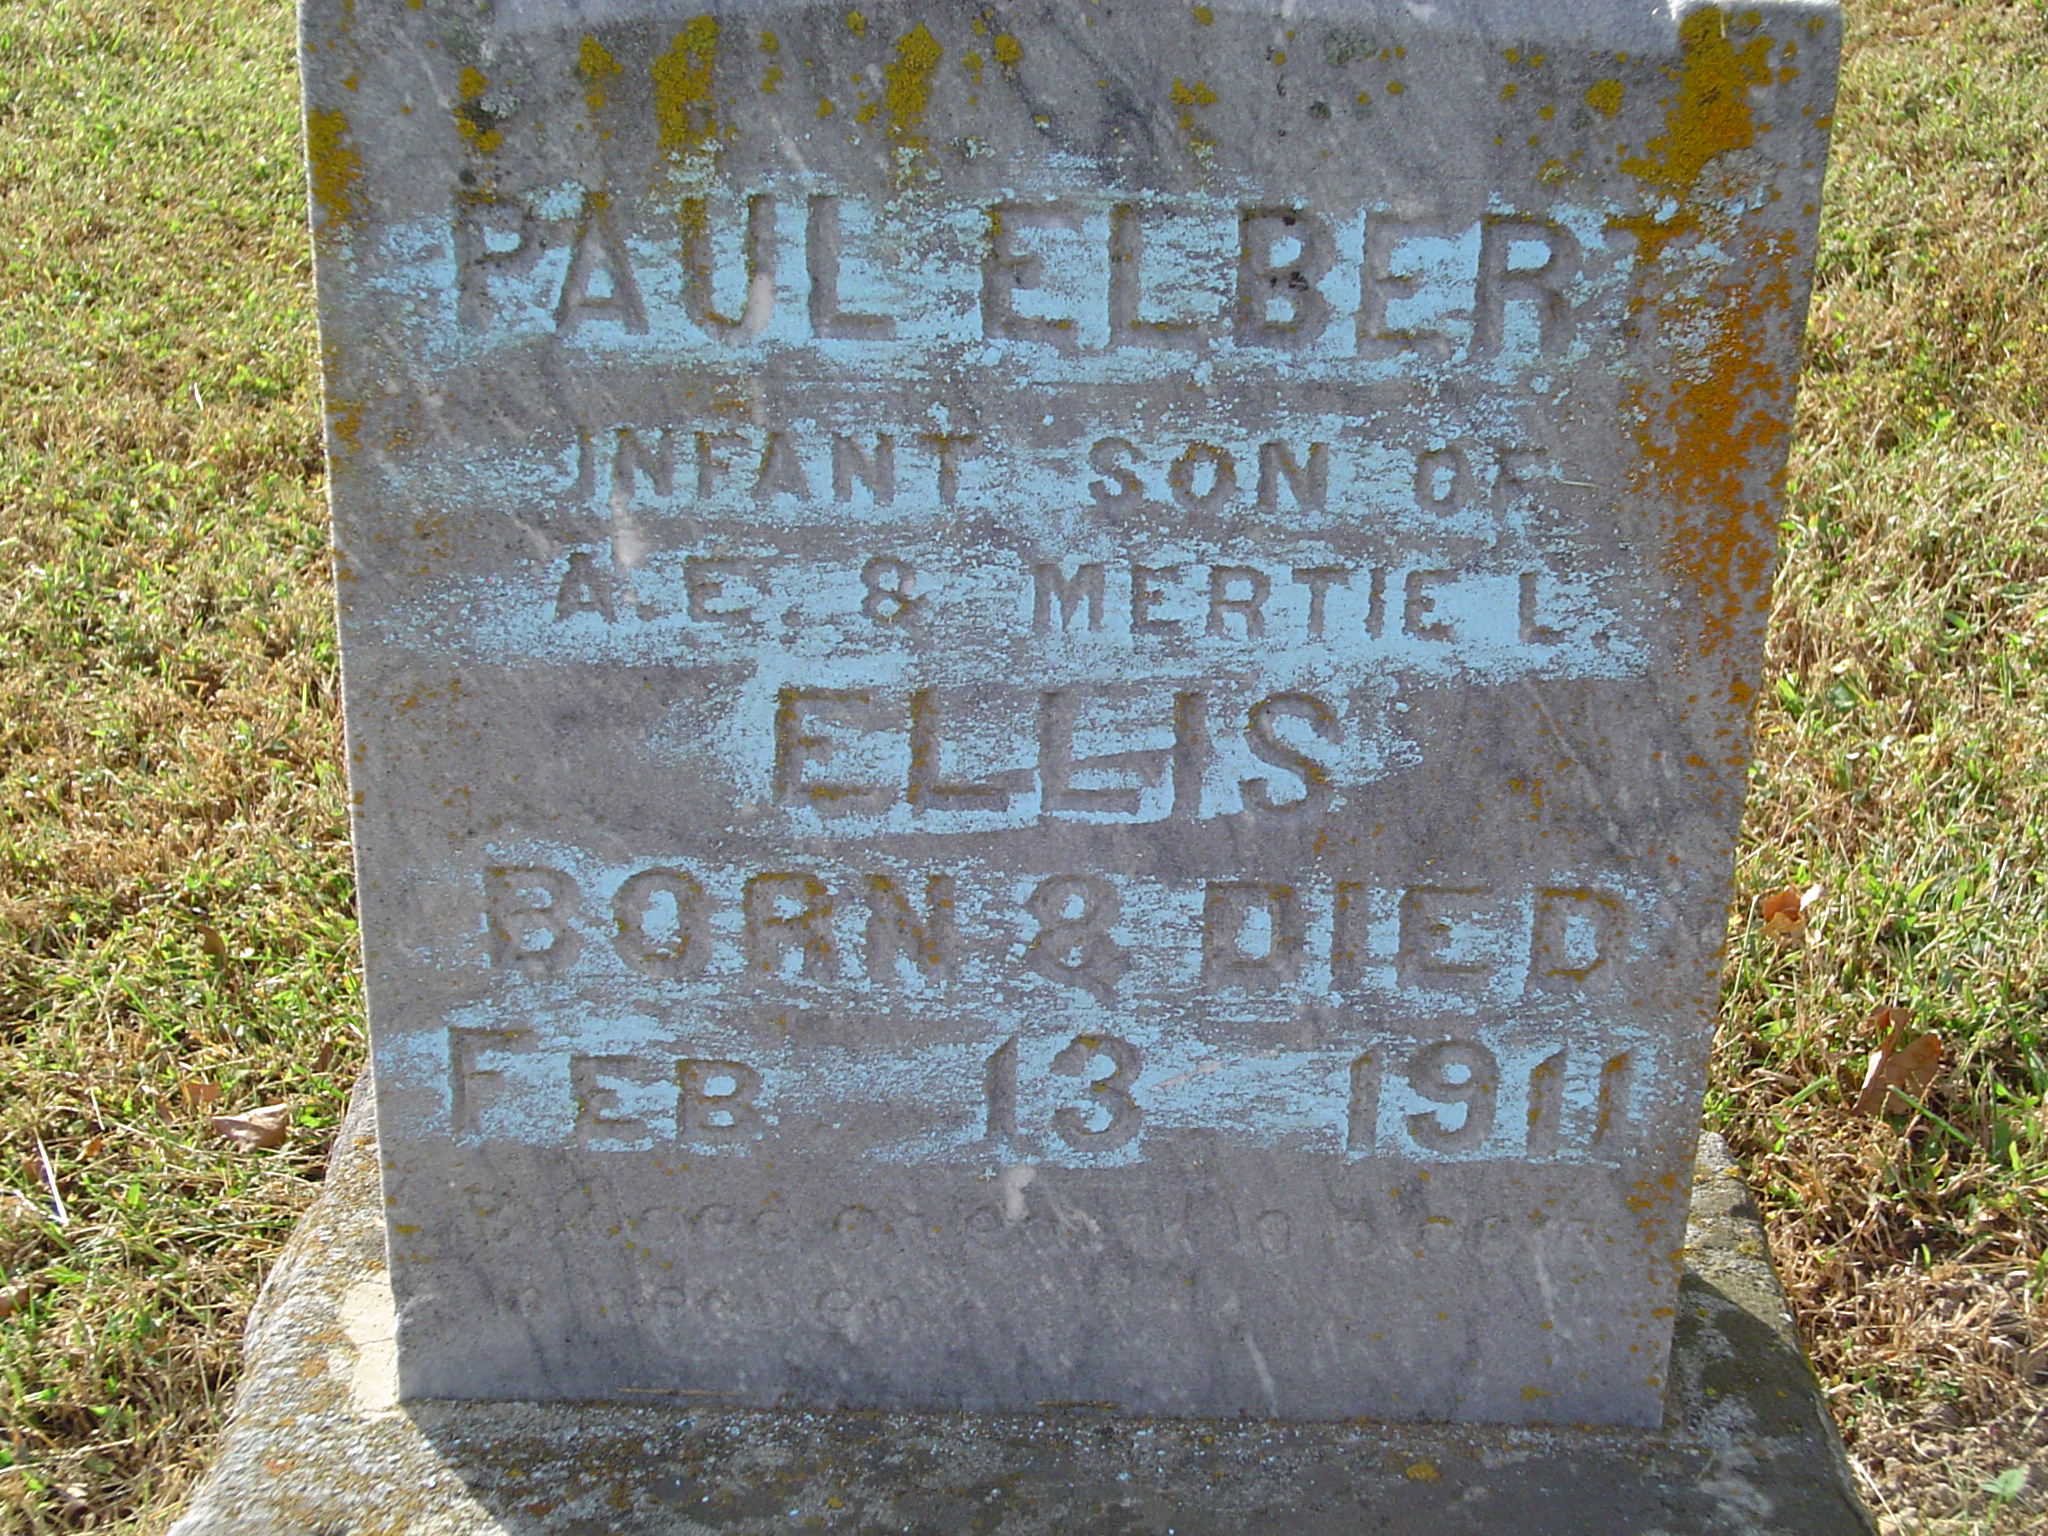 PAUL ELBERT
INFANT SON OF
A. E. & MERTIE L.
ELLIS
BORN & DIED
FEB 13 1911